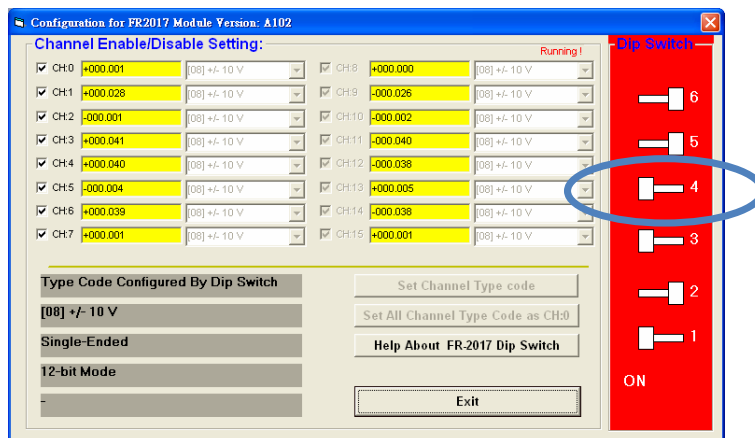 Configuration for FR2017 Module Version: A102
Channel Enable/Disable Setting:
Running !
CH:0 +000.001 [08] +/- 10 V CH:8 +000.000 [08] +/- 10 V
CH:1 +000.028 [08] +/- 10 V CH:9 -000.026 [08] +/- 10 V
CH:2 -000.001 [08] +/- 10 V CH:10 -000.002 [08] +/- 10 V
CH:3 +000.041 [08] +/- 10 V CH:11 -000.040 [08] +/- 10 V
CH:4 +000.040 [08] +/- 10 V CH:12 -000.038 [08] +/- 10 V
CH:5 -000.004 [08] +/- 10 V CH:13 +000.005 [08] +/- 10 V
CH:6 +000.039 [08] +/- 10 V CH:14 -000.038 [08] +/- 10 V
CH:7 +000.001 [08] +/- 10 V CH:15 +000.001 [08] +/- 10 V
Type Code Configured By Dip Switch
[08] +/- 10 V
Single-Ended
12-bit Mode
-
Set Channel Type code
Set All Channel Type Code as CH:0
Help About FR-2017 Dip Switch
Exit
Dip Switch
6
5
4
3
2
1
ON